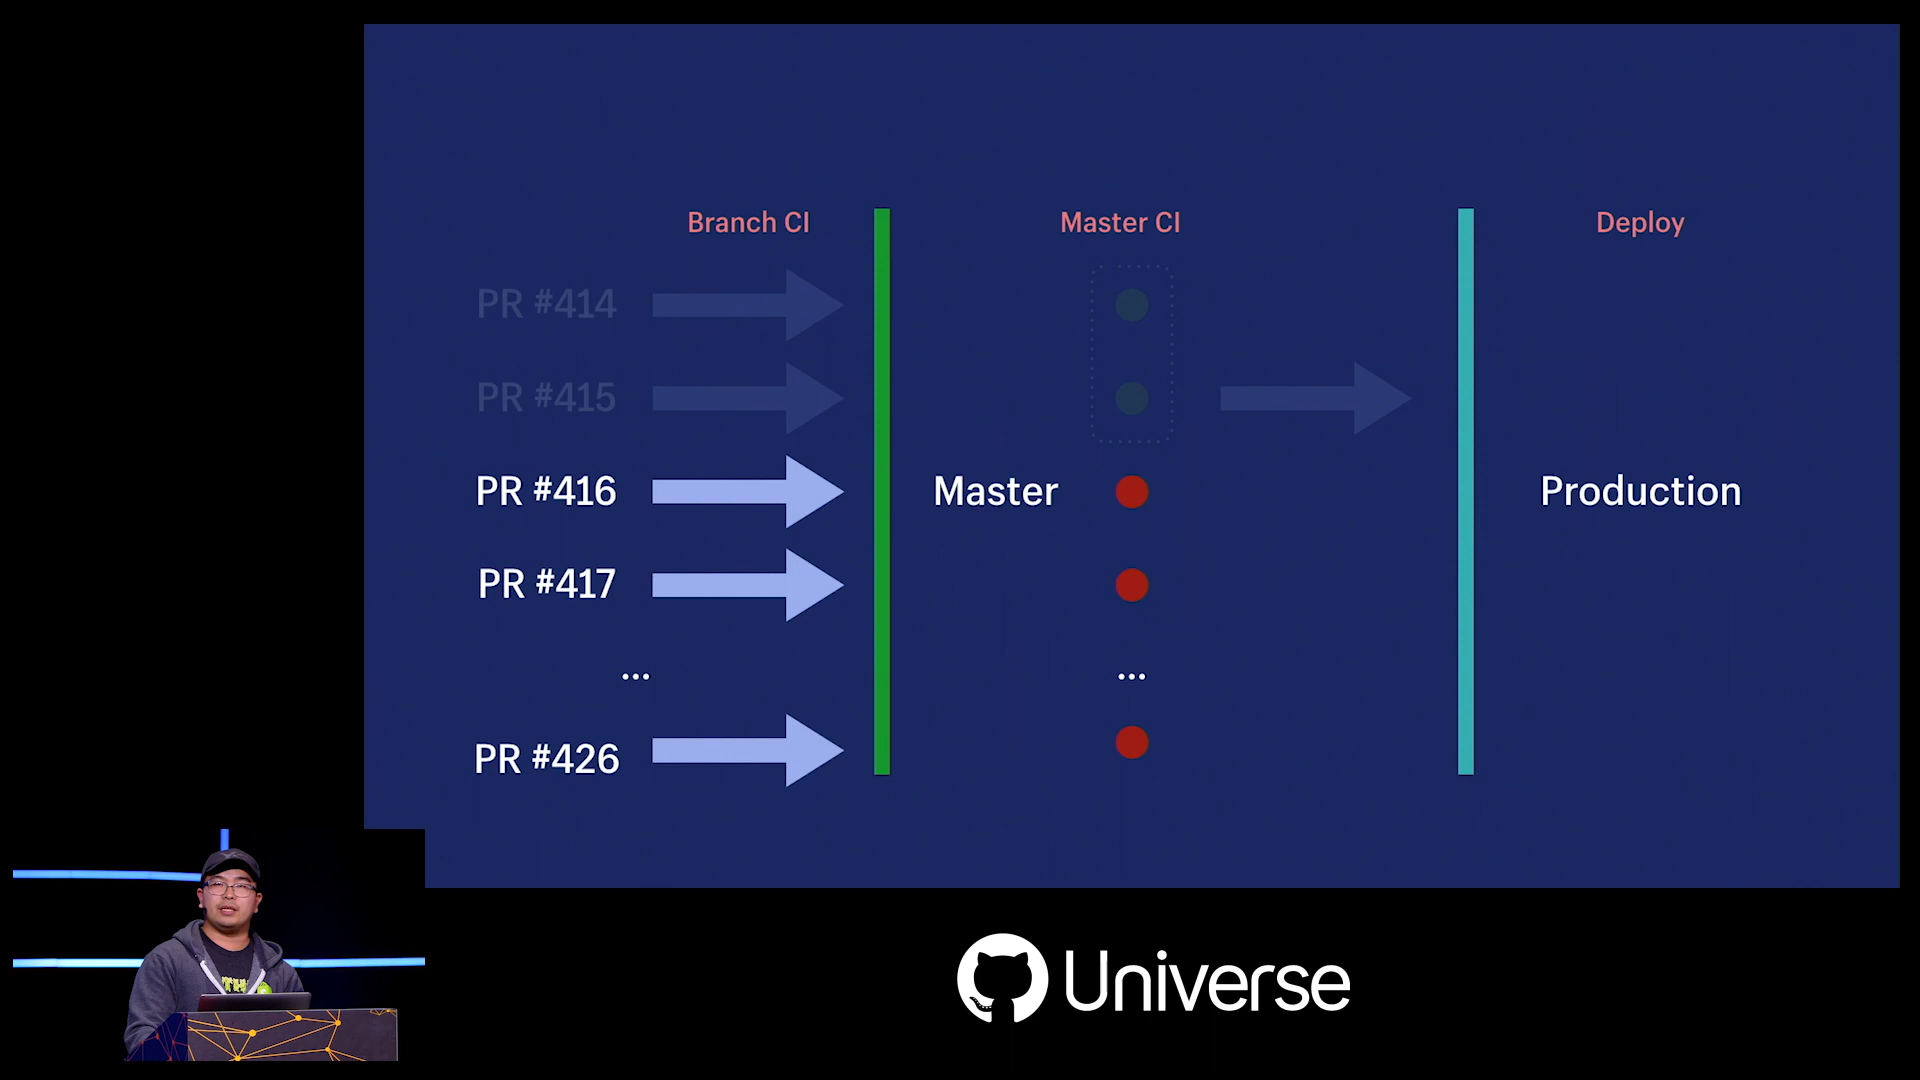 Branch CI
Master CI
Deploy
PR #414
PR #415
PR #416
Master
Production
PR #417
...
...
PR #426
Universe